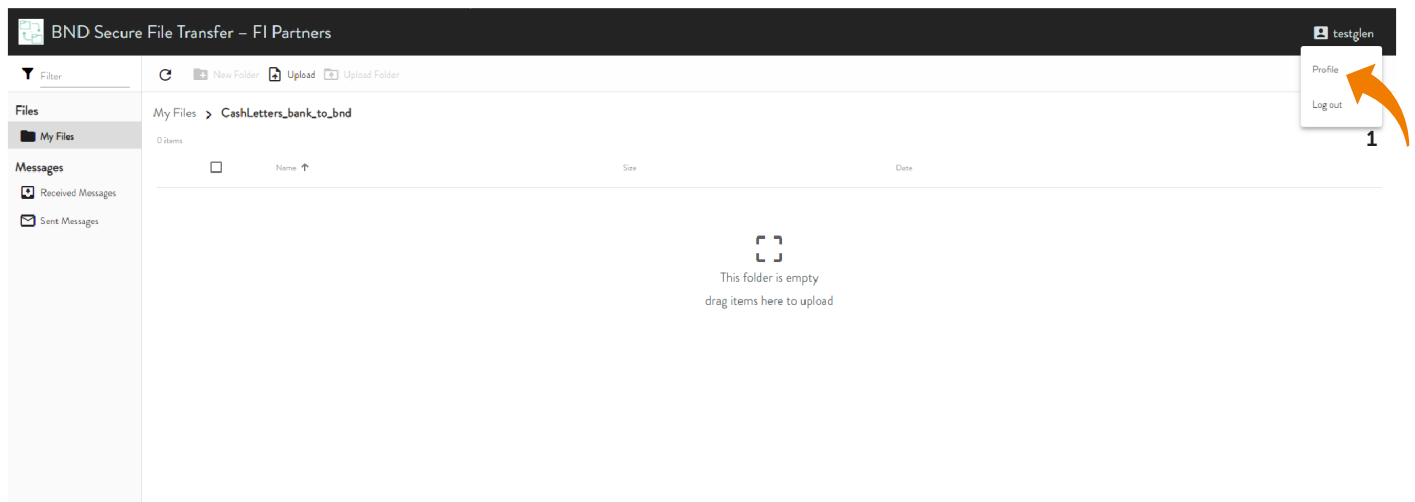 BND Secure File Transfer – FI Partners
testglen
Filter
New Folder
Upload
Upload Folder
Profile
Log out
1
Files
My Files
Messages
Received Messages
Sent Messages
My Files > CashLetters_bank_to_bnd
0 items
Name
Size
Date
This folder is empty
drag items here to upload